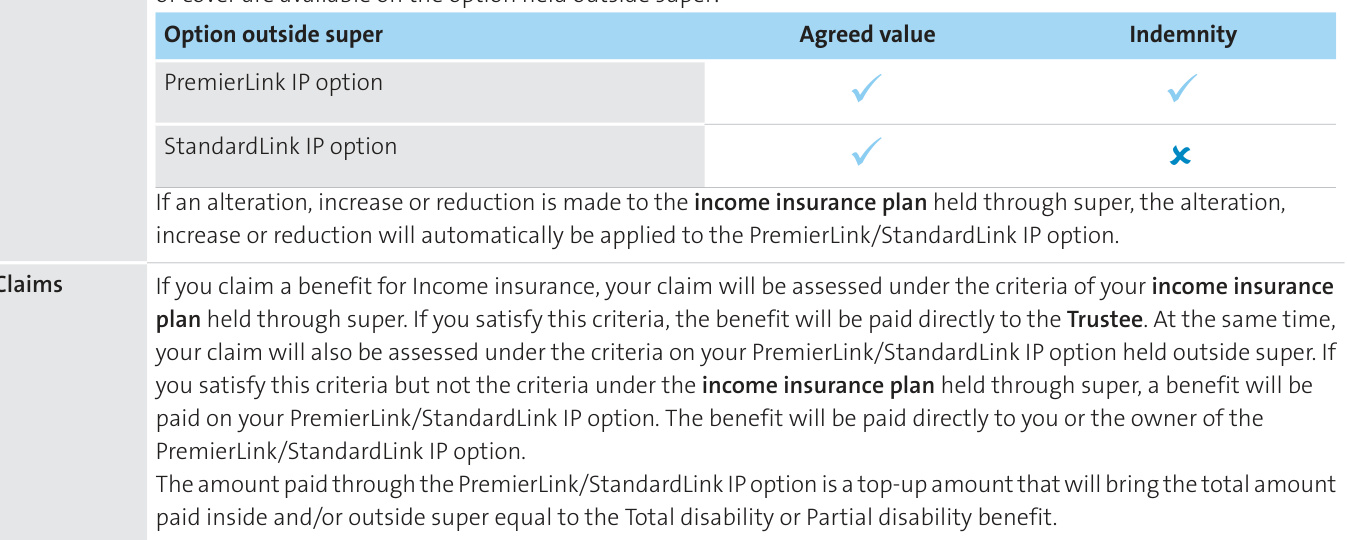 of cover are available on the option held outside super.
Option outside super Agreed value Indemnity
PremierLink IP option ✓ ✓
StandardLink IP option ✓ ✗
If an alteration, increase or reduction is made to the income insurance plan held through super, the alteration,
increase or reduction will automatically be applied to the PremierLink/StandardLink IP option.
Claims
If you claim a benefit for Income insurance, your claim will be assessed under the criteria of your income insurance
plan held through super. If you satisfy this criteria, the benefit will be paid directly to the Trustee. At the same time,
your claim will also be assessed under the criteria on your PremierLink/StandardLink IP option held outside super. If
you satisfy this criteria but not the criteria under the income insurance plan held through super, a benefit will be
paid on your PremierLink/StandardLink IP option. The benefit will be paid directly to you or the owner of the
PremierLink/StandardLink IP option.
The amount paid through the PremierLink/StandardLink IP option is a top-up amount that will bring the total amount
paid inside and/or outside super equal to the Total disability or Partial disability benefit.